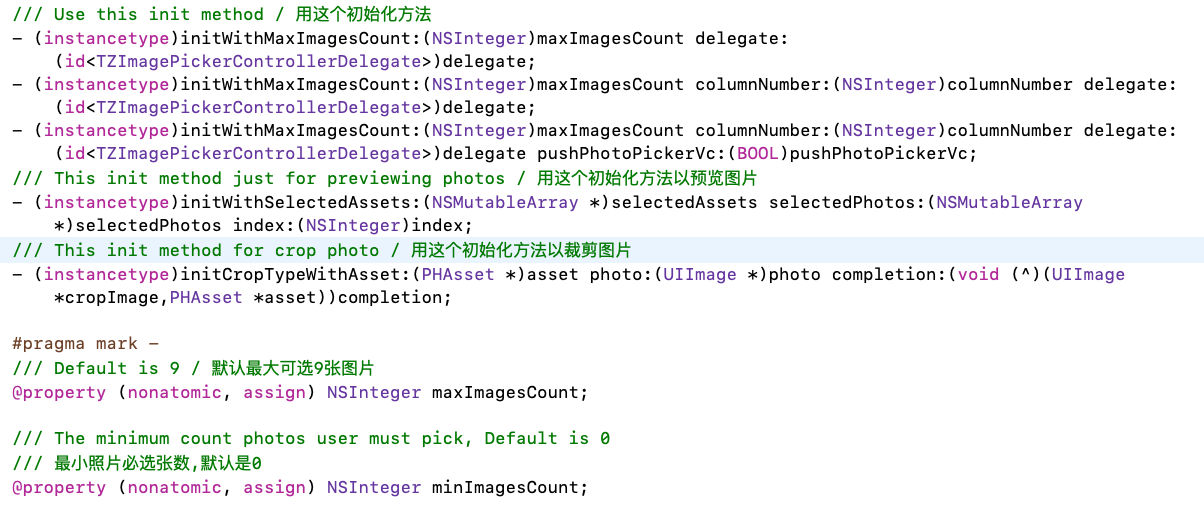 /// Use this init method / 用这个初始化方法
- (instancetype)initWithMaxImagesCount:(NSInteger)maxImagesCount delegate:
(id<TZImagePickerControllerDelegate>)delegate;
- (instancetype)initWithMaxImagesCount:(NSInteger)maxImagesCount columnNumber:(NSInteger)columnNumber delegate:
(id<TZImagePickerControllerDelegate>)delegate;
- (instancetype)initWithMaxImagesCount:(NSInteger)maxImagesCount columnNumber:(NSInteger)columnNumber delegate:
(id<TZImagePickerControllerDelegate>)delegate pushPhotoPickerVc:(BOOL)pushPhotoPickerVc;
/// This init method just for previewing photos / 用这个初始化方法以预览图片
- (instancetype)initWithSelectedAssets:(NSMutableArray *)selectedAssets selectedPhotos:(NSMutableArray
*)selectedPhotos index:(NSInteger)index;
/// This init method for crop photo / 用这个初始化方法以裁剪图片
- (instancetype)initCropTypeWithAsset:(PHAsset *)asset photo:(UIImage *)photo completion:(void (^)(UIImage
*cropImage,PHAsset *asset))completion;
#pragma mark -
/// Default is 9 / 默认最大可选9张图片
@property (nonatomic, assign) NSInteger maxImagesCount;
/// The minimum count photos user must pick, Default is 0
/// 最小照片必选张数,默认是0
@property (nonatomic, assign) NSInteger minImagesCount;